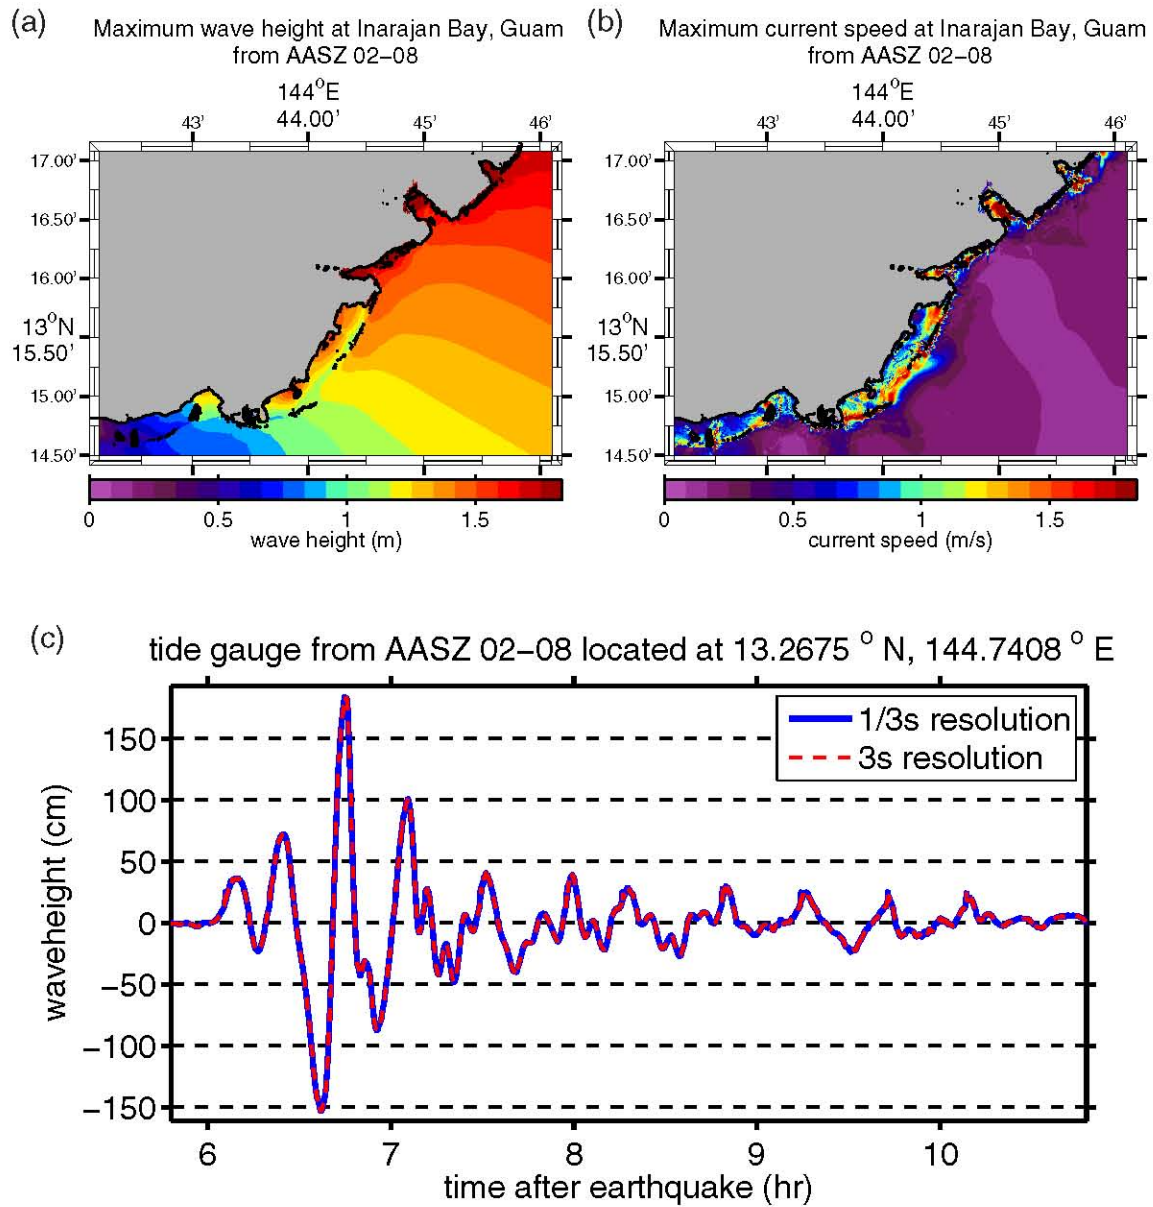 (a)
Maximum wave height at Inarajan Bay, Guam
from AASZ 02-08
144°E
43' 44.00' 45' 46'
17.00'
16.50'
16.00'
13°N
15.50'
15.00'
14.50'
0 0.5 1 1.5
wave height (m)
(b)
Maximum current speed at Inarajan Bay, Guam
from AASZ 02-08
144°E
43' 44.00' 45' 46'
17.00'
16.50'
16.00'
13°N
15.50'
15.00'
14.50'
0 0.5 1 1.5
current speed (m/s)
(c)
tide gauge from AASZ 02-08 located at 13.2675 ° N, 144.7408 ° E
1/3s resolution
3s resolution
150
100
50
0
-50
-100
-150
waveheight (cm)
6 7 8 9 10
time after earthquake (hr)